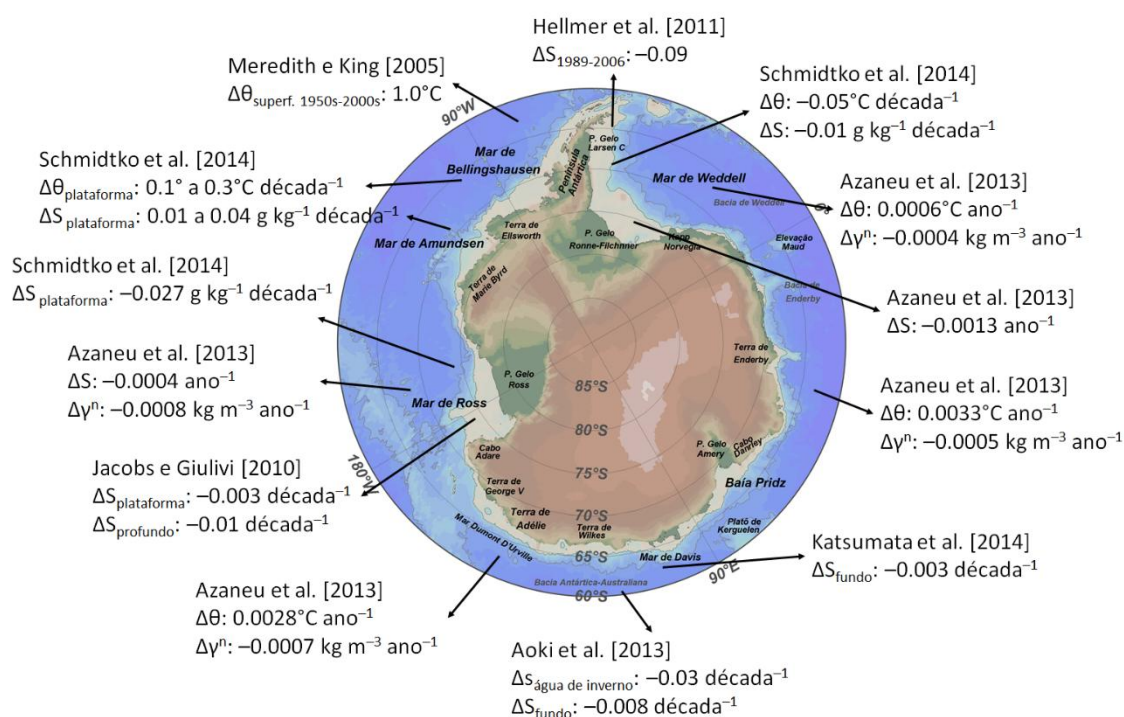 Hellmer et al. [2011]
ΔS1989-2006: –0.09
Meredith e King [2005]
Δθsuperf. 1950s-2000s: 1.0°C
Schmidtko et al. [2014]
Δθ: –0.05°C década–1
ΔS: –0.01 g kg–1 década–1
Schmidtko et al. [2014]
Δθplataforma: 0.1° a 0.3°C década–1
ΔS plataforma: 0.01 a 0.04 g kg–1 década–1
Azaneu et al. [2013]
Δθ: 0.0006°C ano–1
Δγn: –0.0004 kg m–3 ano–1
Schmidtko et al. [2014]
ΔS plataforma: –0.027 g kg–1 década–1
Azaneu et al. [2013]
ΔS: –0.0013 ano–1
Azaneu et al. [2013]
ΔS: –0.0004 ano–1
Δγn: –0.0008 kg m–3 ano–1
Azaneu et al. [2013]
Δθ: 0.0033°C ano–1
Δγn: –0.0005 kg m–3 ano–1
Jacobs e Giulivi [2010]
ΔSplataforma: –0.003 década–1
ΔSprofundo: –0.01 década–1
Katsumata et al. [2014]
ΔSfundo: –0.003 década–1
Azaneu et al. [2013]
Δθ: 0.0028°C ano–1
Δγn: –0.0007 kg m–3 ano–1
Aoki et al. [2013]
Δságua de inverno: –0.03 década–1
ΔSfundo: –0.008 década–1
90°W
P. Gelo
Larsen C
Península
Antártica
Mar de
Bellingshausen
Mar de Weddell
Bacia de Weddell
0°
Mar de Amundsen
Terra de
Ellsworth
P. Gelo
Ronne-Filchnner
Kapp
Norvegia
Elevação
Maud
Bacia de
Enderby
Terra de
Marie Byrd
P. Gelo
Ross
Terra de
Enderby
Mar de Ross
85°S
80°S
75°S
70°S
65°S
60°S
P. Gelo
Amery
Cabo
Danrley
Baía Pridz
Cabo
Adare
180°W
Terra de
George V
Terra de
Adélie
Terra de
Wilkes
Mar Dumont D'Urville
Platô de
Kerguelen
Mar de Davis
90°E
Bacia Antártica-Australiana